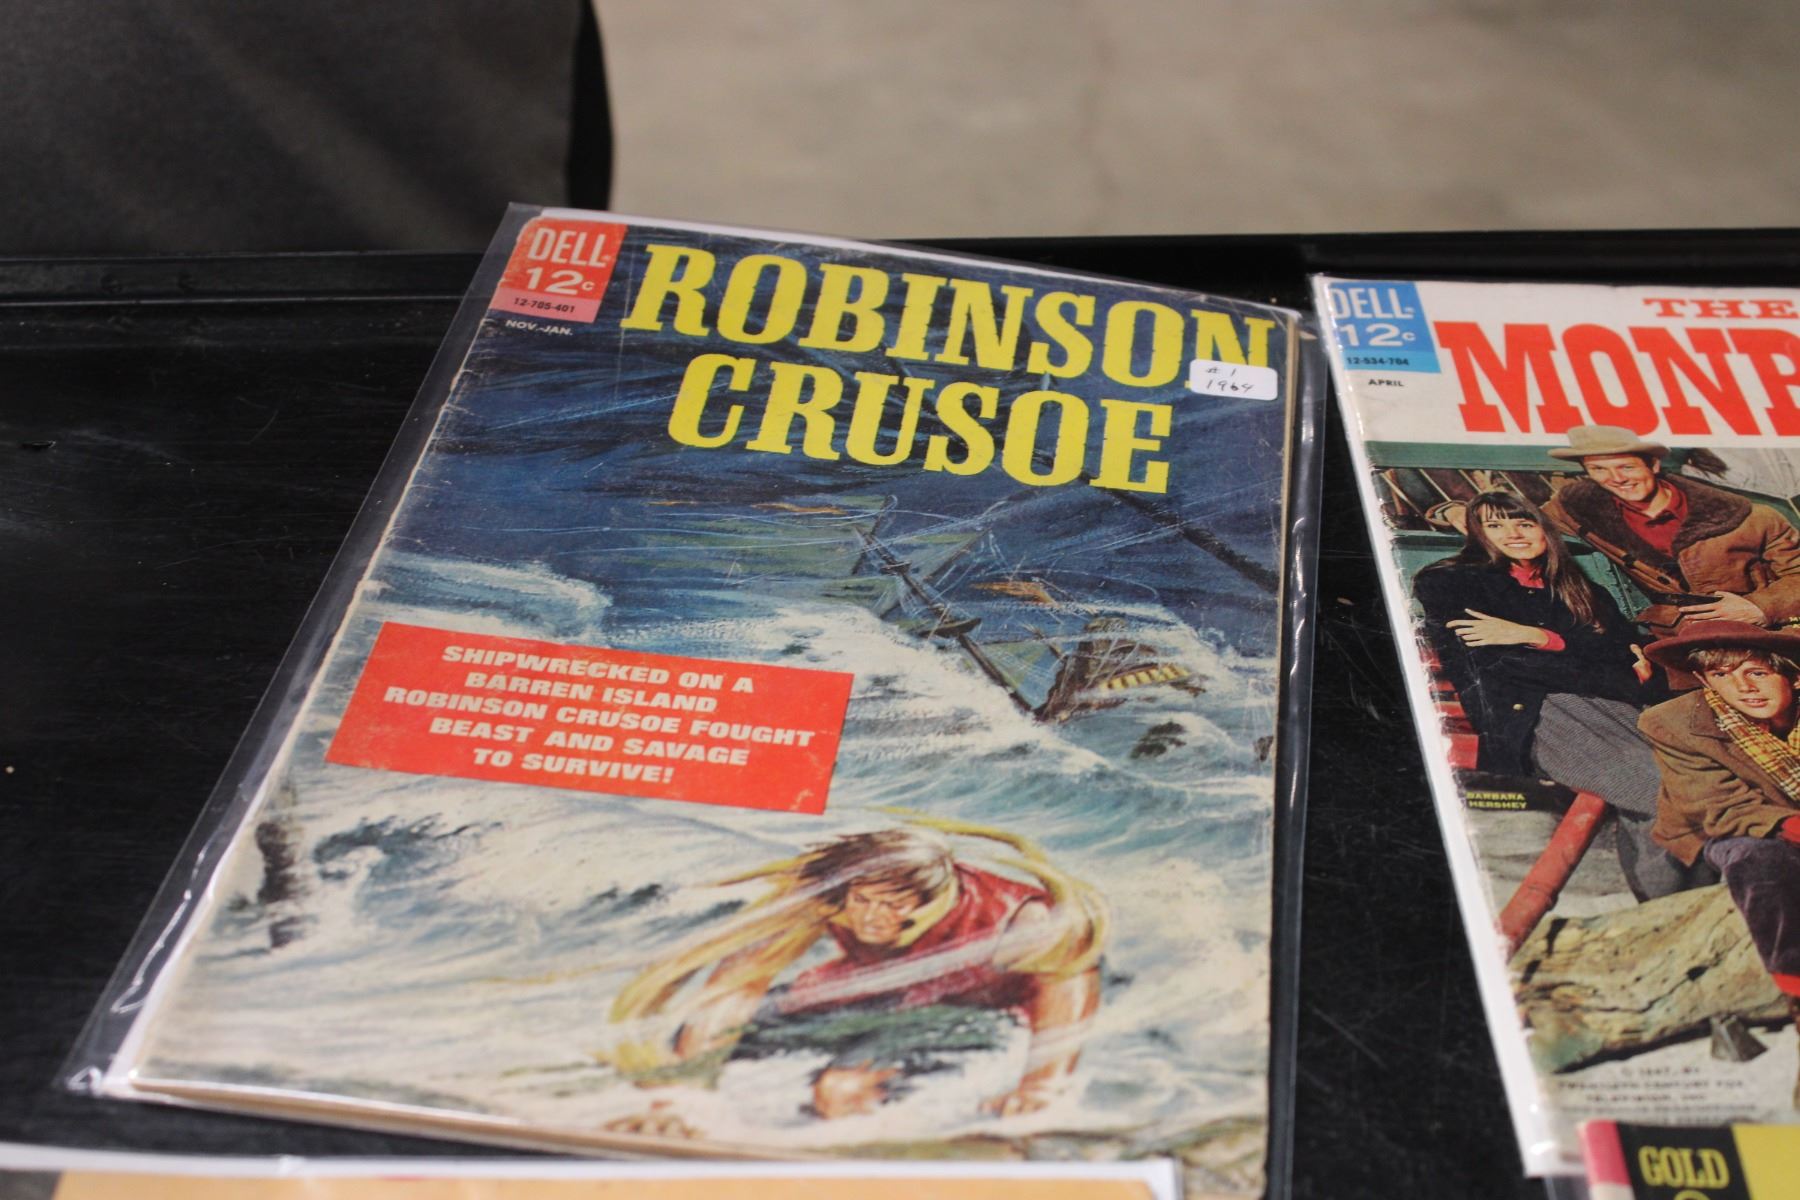 DELL
12c
12-705-401
NOV.-JAN.
ROBINSON
CRUSOE
# 1
1964
SHIPWRECKED ON A
BARREN ISLAND
ROBINSON CRUSOE FOUGHT
BEAST AND SAVAGE
TO SURVIVE!
DELL
12c
12-534-704
APRIL
THE
MON
BARBARA
HERSHEY
GOLD